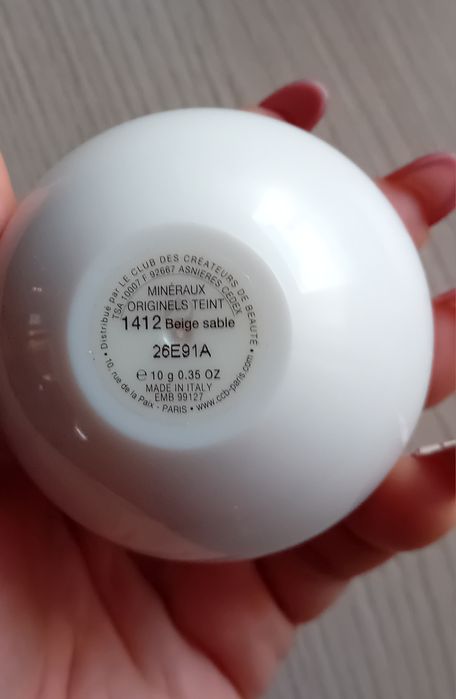 • Distribué par LE CLUB DES CRÉATEURS DE BEAUTÉ •
TSA 10007 F 92667 ASNIERES CEDEX
MINÉRAUX
ORIGINELS TEINT
1412 Beige sable
26E91A
℮ 10 g 0.35 OZ
MADE IN ITALY
EMB 99127
10, rue de la Paix - PARIS • www.ccb-paris.com